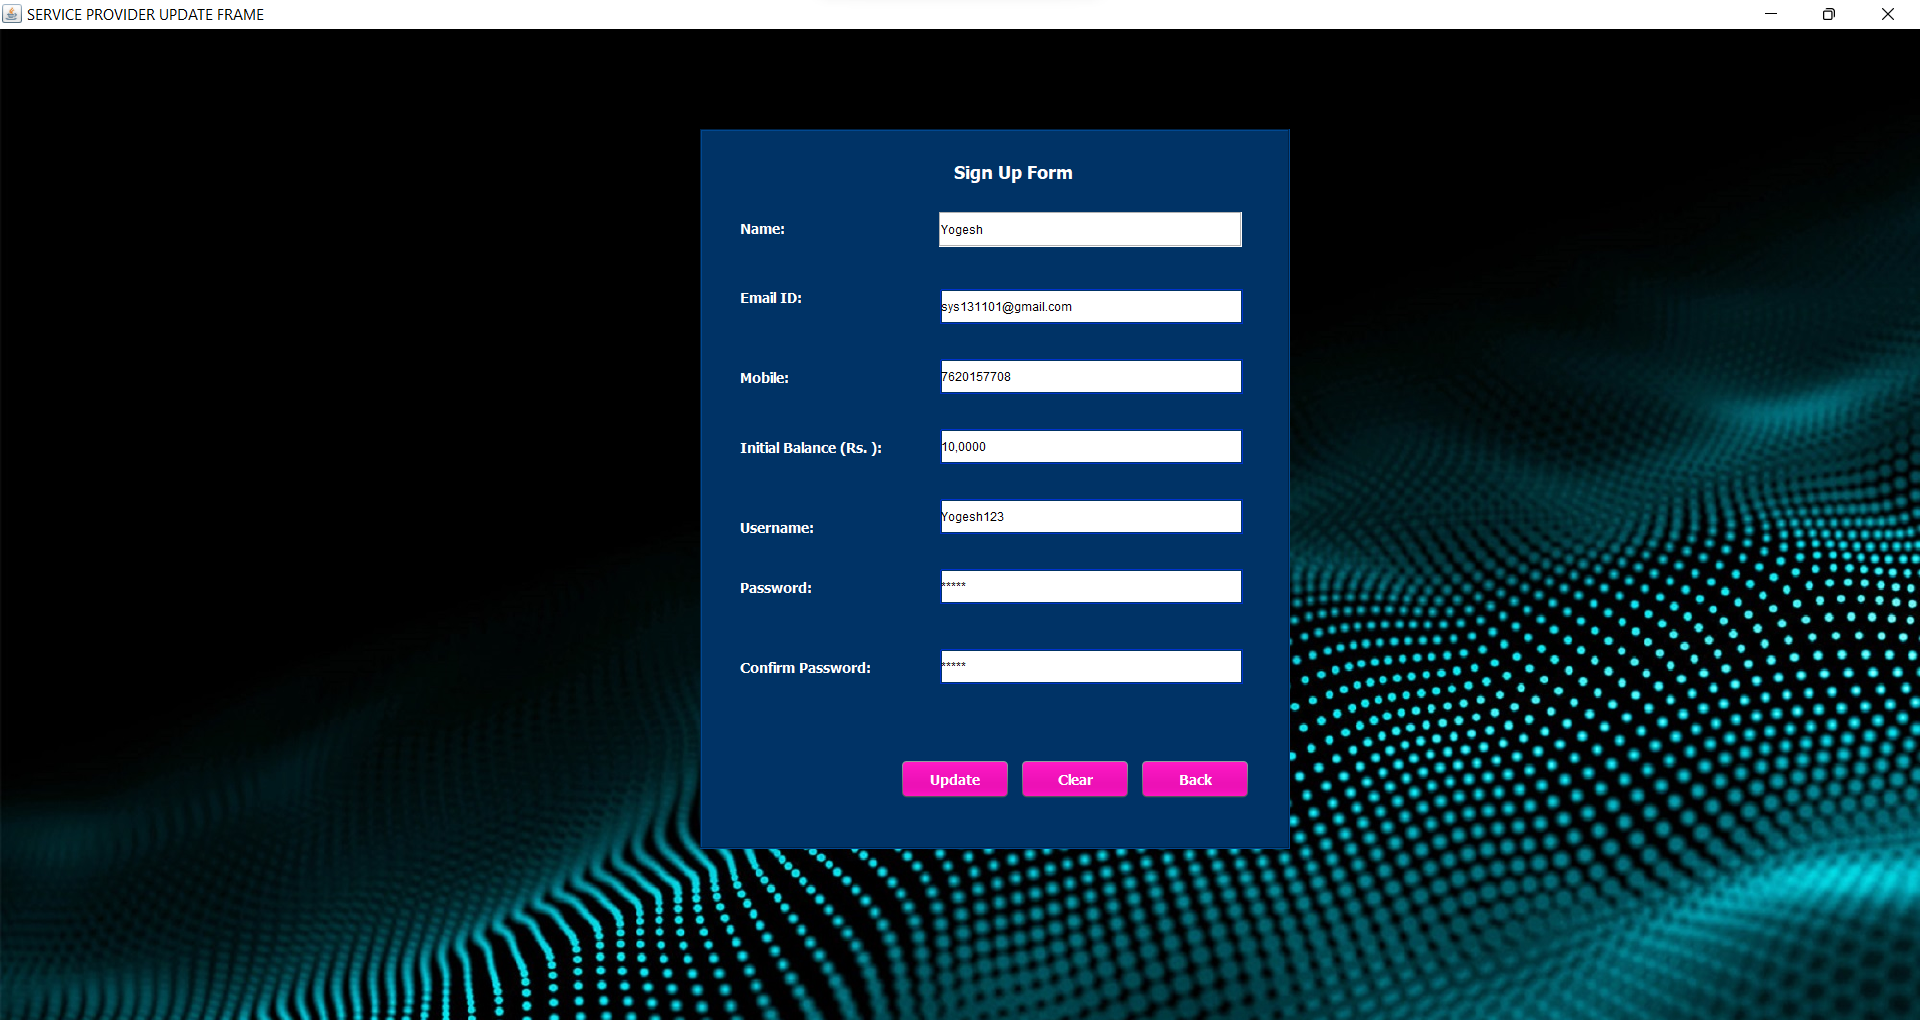 SERVICE PROVIDER UPDATE FRAME
Sign Up Form
Name: Yogesh
Email ID: sys131101@gmail.com
Mobile: 7620157708
Initial Balance (Rs. ): 10,0000
Username: Yogesh123
Password: *****
Confirm Password: *****
Update Clear Back